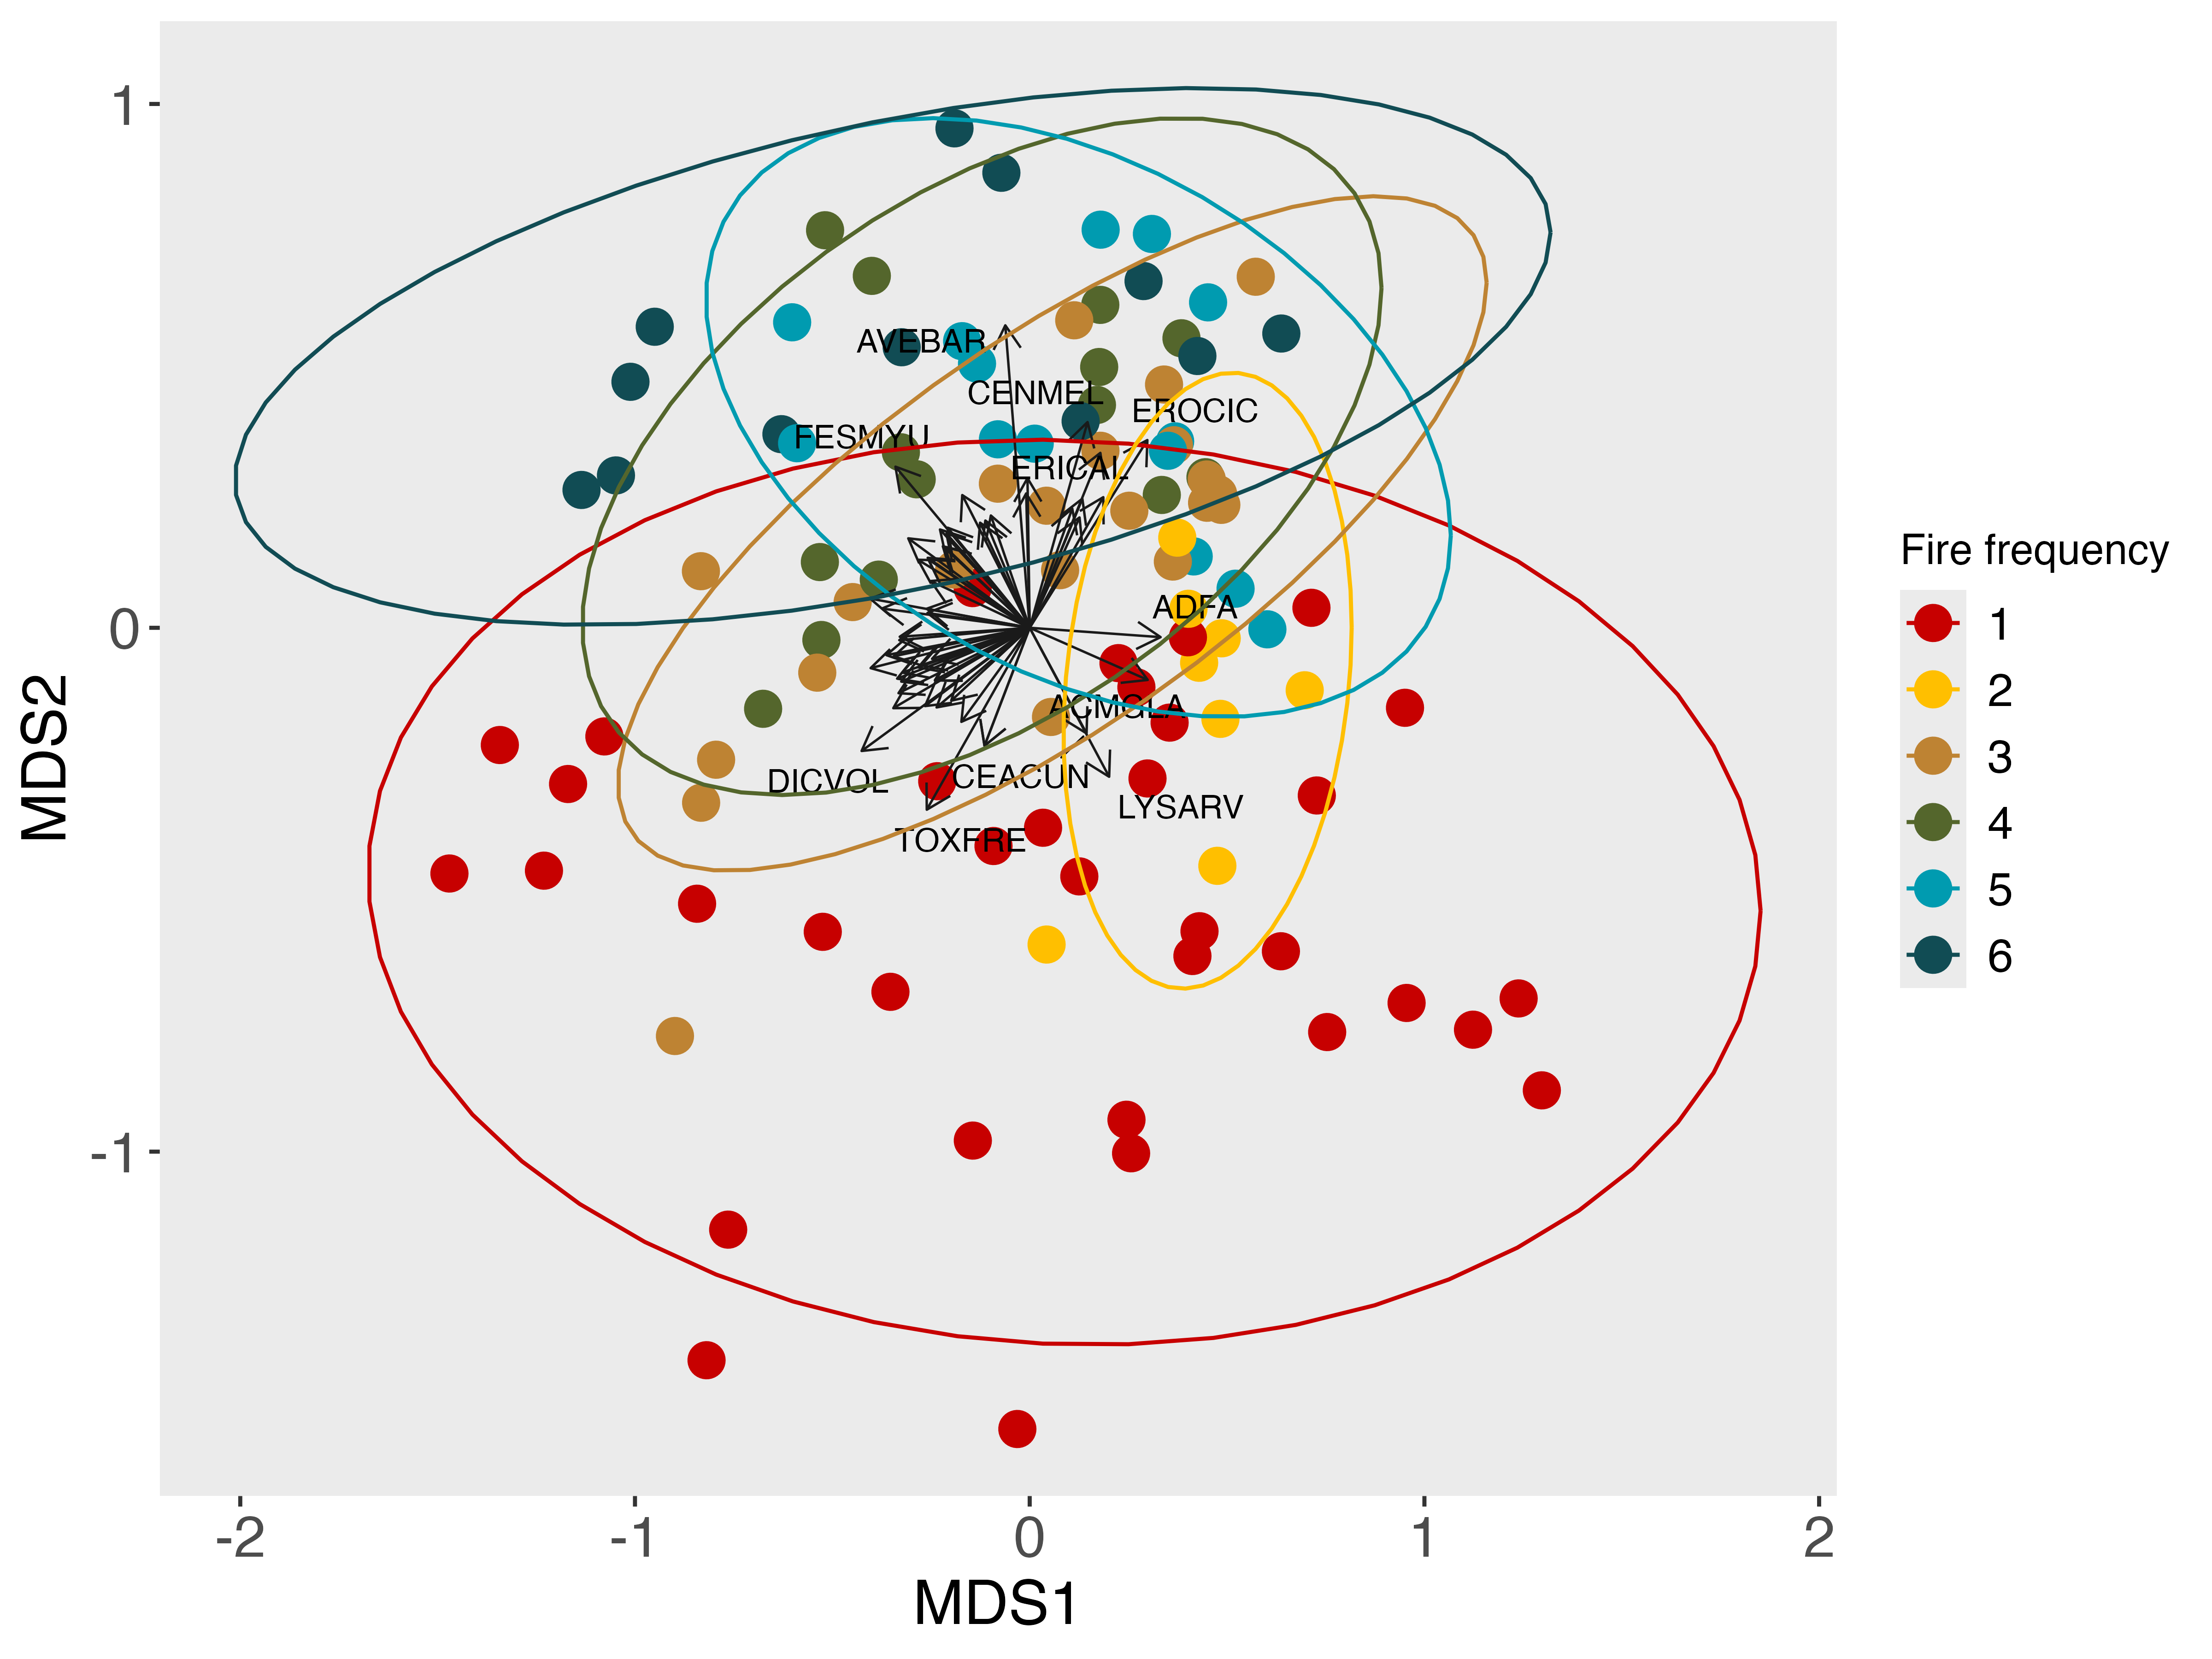 1
0
-1
MDS2
AVEBAR
CENMEL
EROCIC
FESMYU
ERICAL
ADFA
ACMGLA
DICVOL
CEACUN
LYSARV
TOXFRE
-2
-1
0
1
2
MDS1
Fire frequency
1
2
3
4
5
6